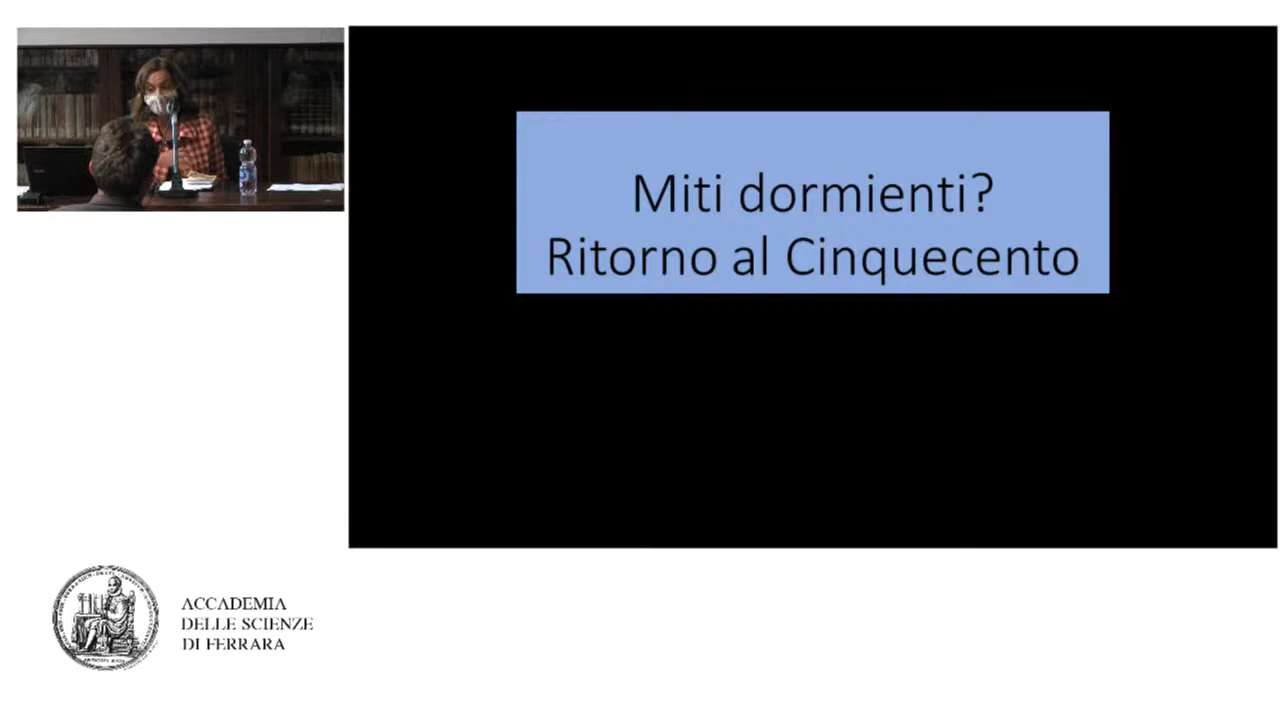 Miti dormienti?
Ritorno al Cinquecento
ACCADEMIA
DELLE SCIENZE
DI FERRARA